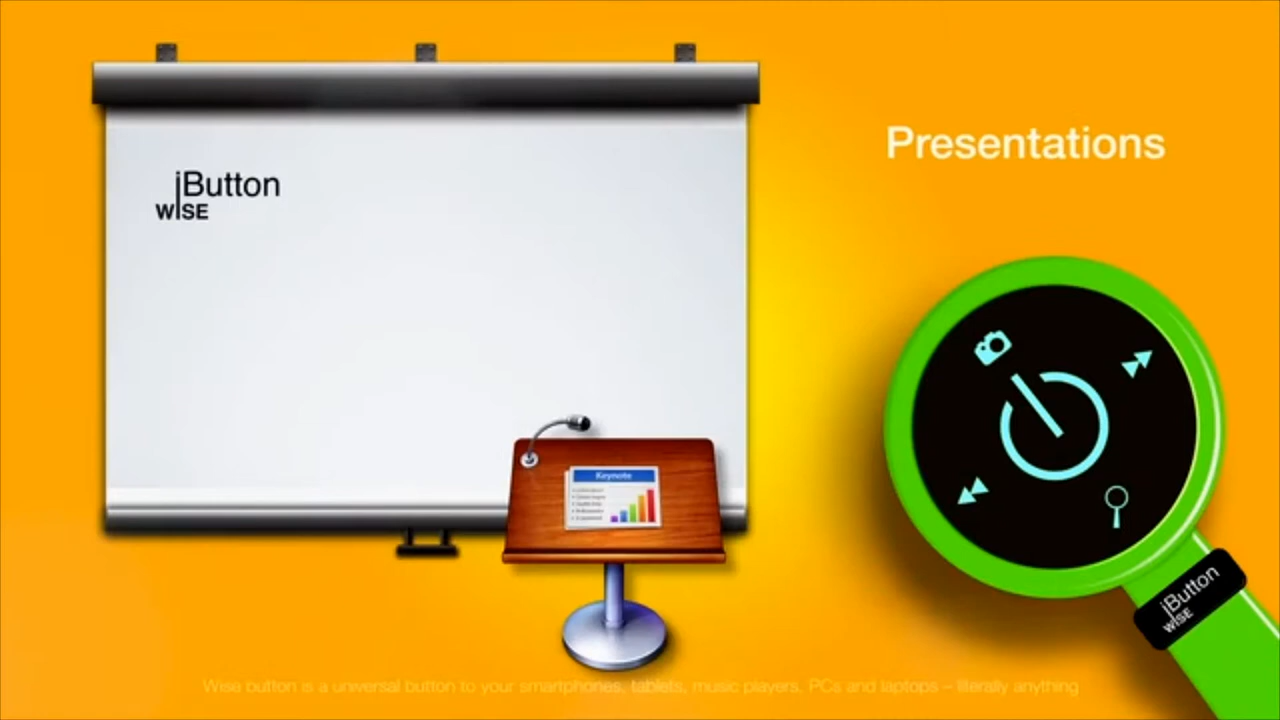 iButton
WISE
Presentations
Keynote
iButton
WISE
Wise button is a universal button to your smartphones, tablets, music players, PCs and laptops – literally anything